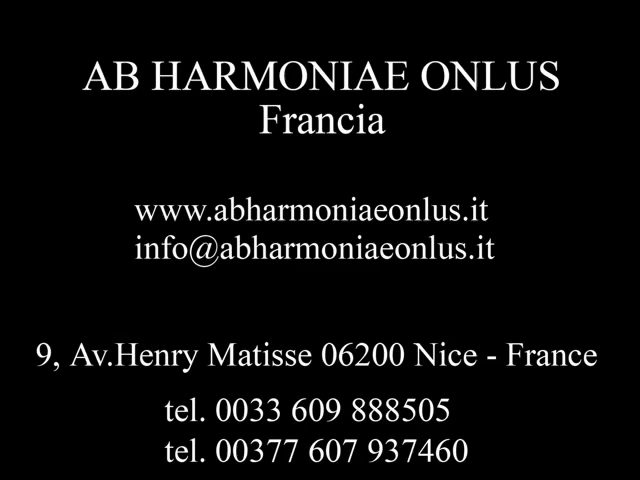 AB HARMONIAE ONLUS
Francia
www.abharmoniaeonlus.it
info@abharmoniaeonlus.it
9, Av.Henry Matisse 06200 Nice - France
tel. 0033 609 888505
tel. 00377 607 937460